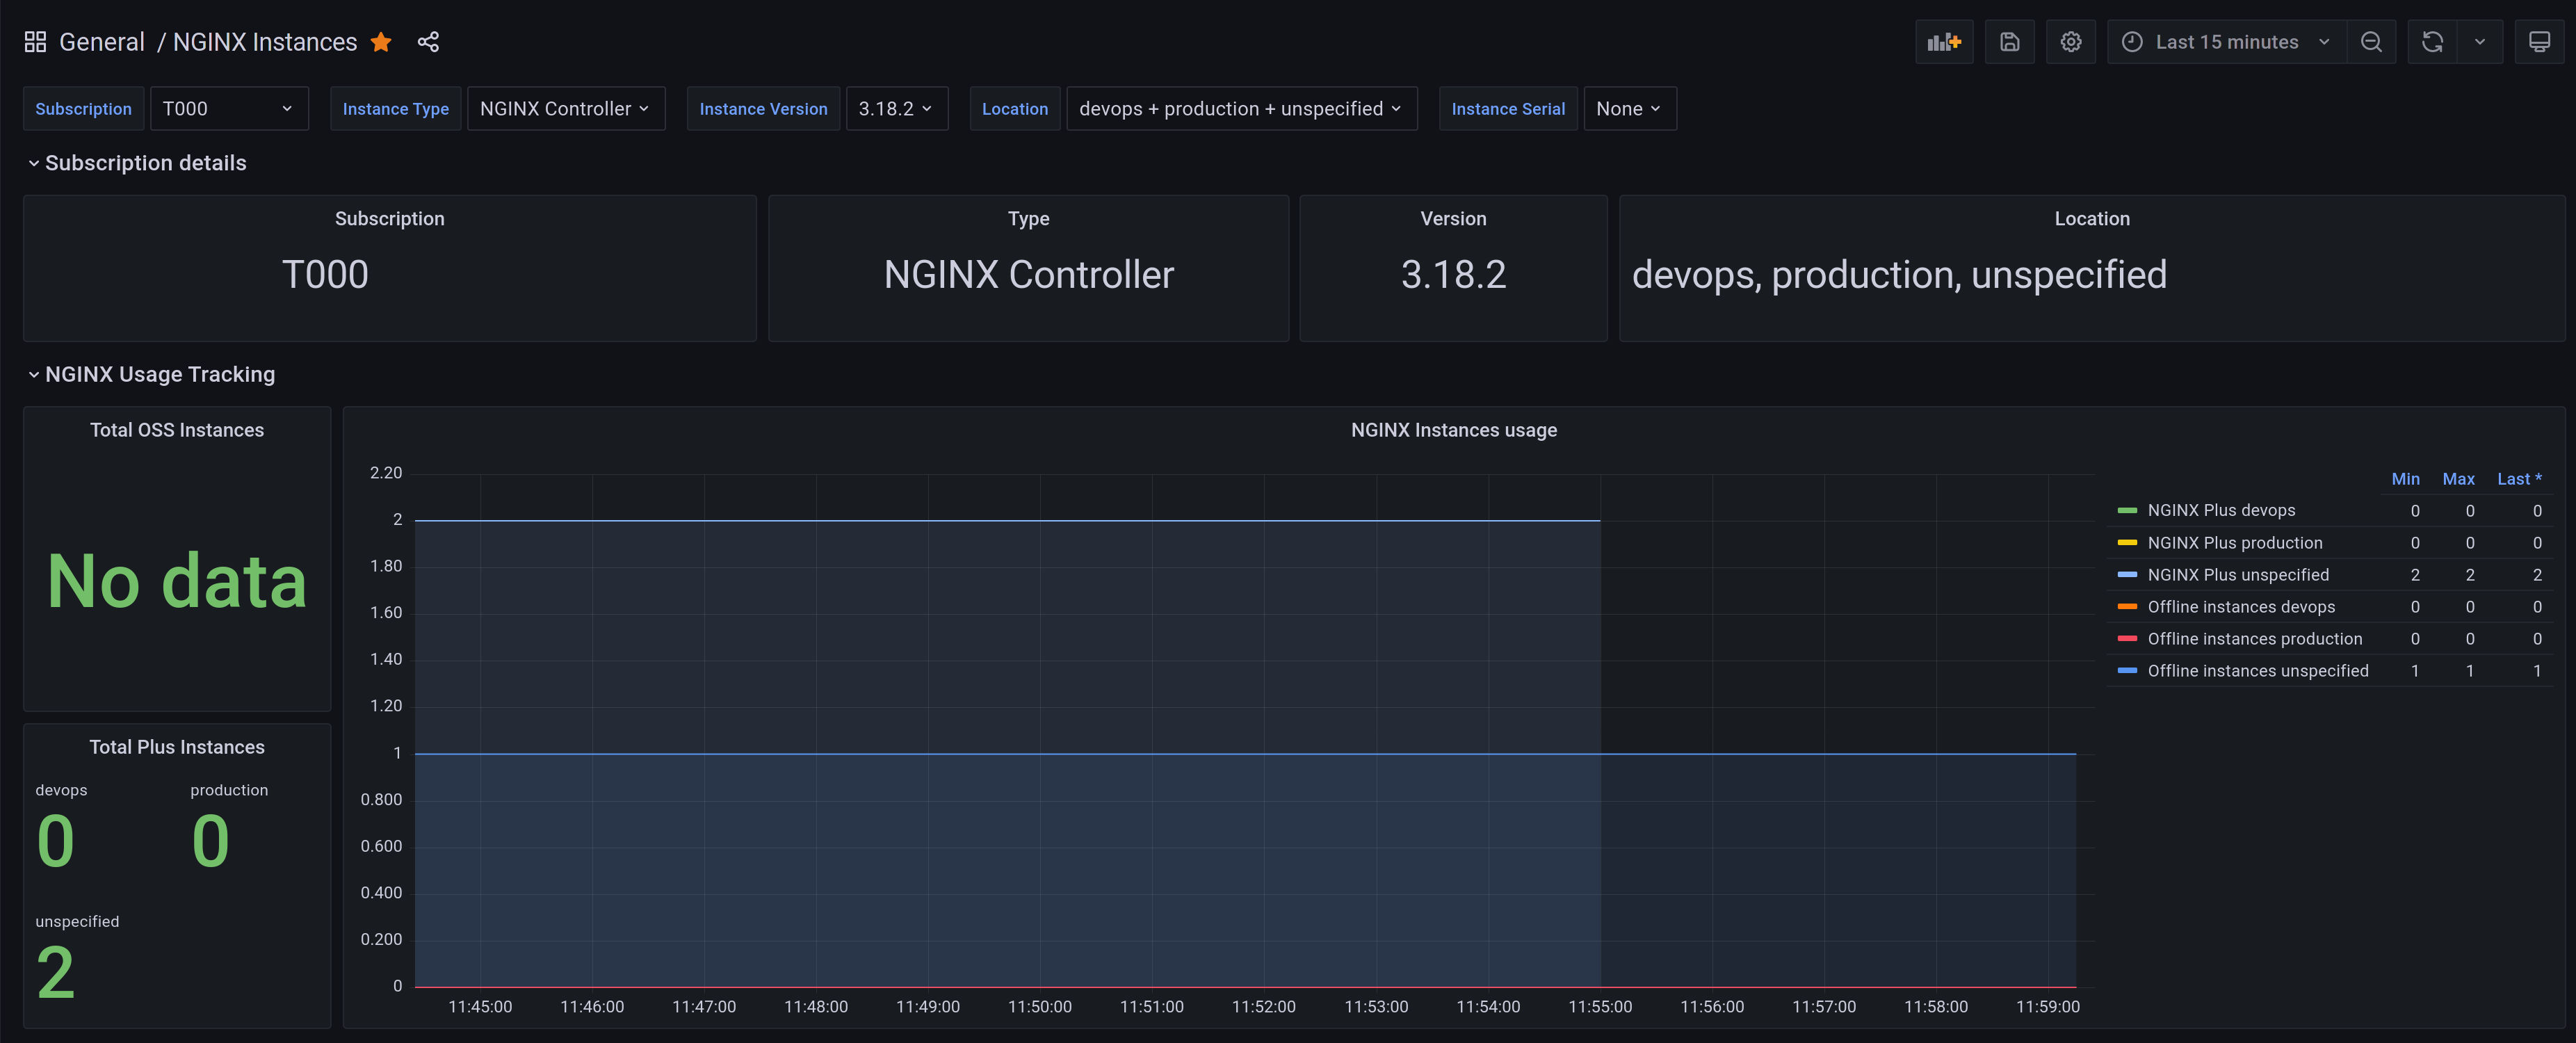 General / NGINX Instances
Last 15 minutes
Subscription T000 Instance Type NGINX Controller Instance Version 3.18.2 Location devops + production + unspecified Instance Serial None
Subscription details
Subscription Type Version Location
T000 NGINX Controller 3.18.2 devops, production, unspecified
NGINX Usage Tracking
Total OSS Instances
No data
Total Plus Instances
devops production
0 0
unspecified
2
NGINX Instances usage
2.20
2
1.80
1.60
1.40
1.20
1
0.800
0.600
0.400
0.200
0
11:45:00 11:46:00 11:47:00 11:48:00 11:49:00 11:50:00 11:51:00 11:52:00 11:53:00 11:54:00 11:55:00 11:56:00 11:57:00 11:58:00 11:59:00
Min Max Last *
NGINX Plus devops 0 0 0
NGINX Plus production 0 0 0
NGINX Plus unspecified 2 2 2
Offline instances devops 0 0 0
Offline instances production 0 0 0
Offline instances unspecified 1 1 1